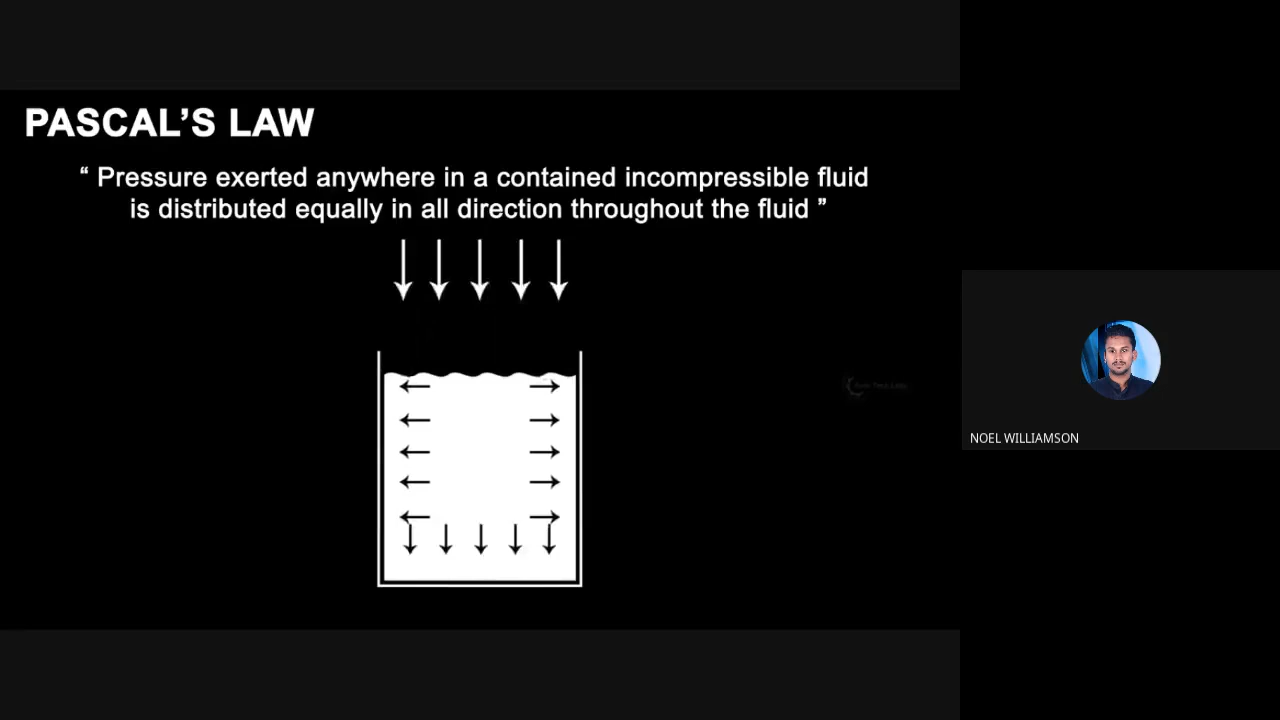 PASCAL’S LAW
“ Pressure exerted anywhere in a contained incompressible fluid
is distributed equally in all direction throughout the fluid ”
NOEL WILLIAMSON